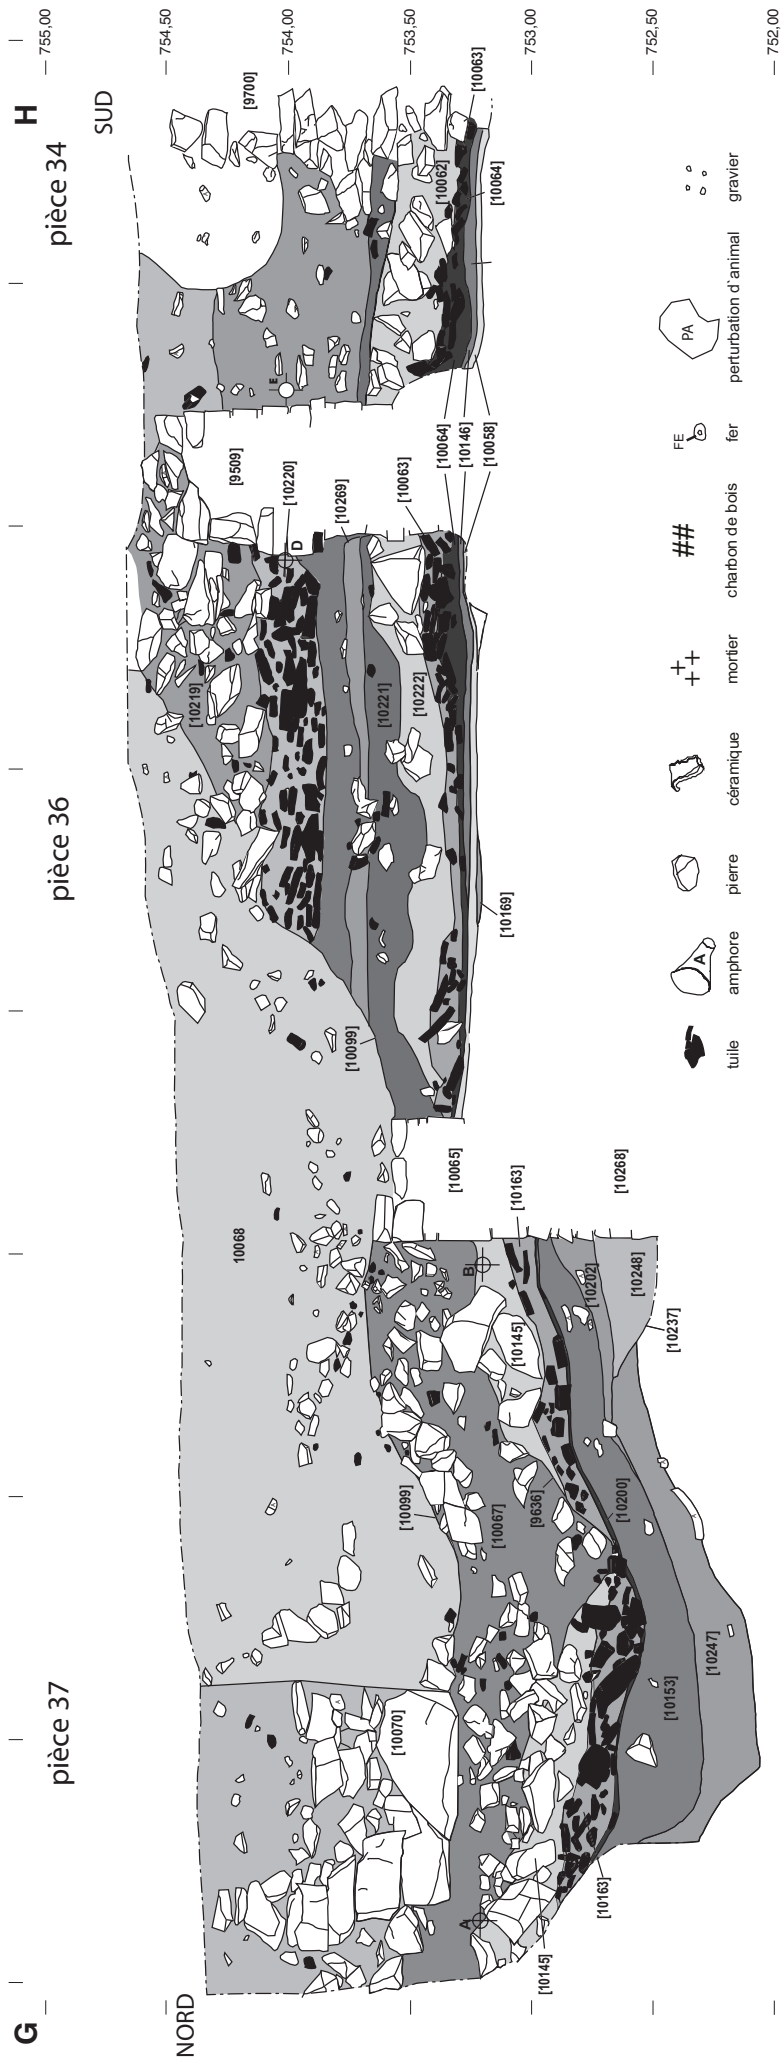 G
H
NORD
SUD
pièce 37
pièce 36
pièce 34
755,00
754,50
754,00
753,50
753,00
752,50
752,00
10068
[10219]
[9509]
[9700]
[10220]
[10269]
[10099]
[10099]
[10070]
[10067]
[10065]
[10221]
[10222]
[10063]
[10062]
[10063]
[10064]
[10064]
[10146]
[10058]
[10169]
[10145]
[10145]
[10163]
[10163]
[9636]
[10268]
[10202]
[10248]
[10237]
[10200]
[10153]
[10247]
A
B
D
E
tuile
A
amphore
pierre
céramique
++
++
mortier
##
charbon de bois
FE
fer
PA
perturbation d'animal
gravier